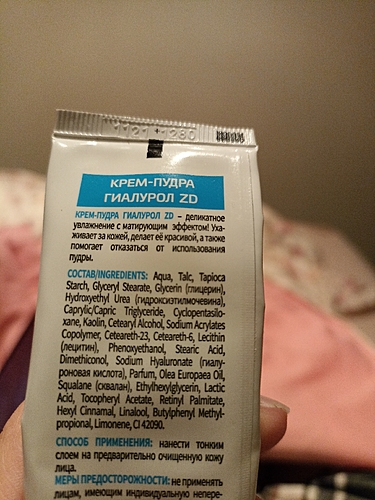 КРЕМ-ПУДРА
ГИАЛУРОЛ ZD
КРЕМ-ПУДРА ГИАЛУРОЛ ZD – деликатное
увлажнение с матирующим эффектом! Уха-
живает за кожей, делает её красивой, а также
помогает отказаться от использования
пудры.
СОСТАВ/INGREDIENTS: Aqua, Talc, Tapioca
Starch, Glyceryl Stearate, Glycerin (глицерин),
Hydroxyethyl Urea (гидроксиэтилмочевина),
Caprylic/Capric Triglyceride, Cyclopentasilo-
xane, Kaolin, Cetearyl Alcohol, Sodium Acrylates
Copolymer, Ceteareth-23, Ceteareth-6, Lecithin
(лецитин), Phenoxyethanol, Stearic Acid,
Dimethiconol, Sodium Hyaluronate (гиалу-
роновая кислота), Parfum, Olea Europaea Oil,
Squalane (сквалан), Ethylhexylglycerin, Lactic
Acid, Tocopheryl Acetate, Retinyl Palmitate,
Hexyl Cinnamal, Linalool, Butylphenyl Methyl-
propional, Limonene, CI 42090.
СПОСОБ ПРИМЕНЕНИЯ: нанести тонким
слоем на предварительно очищенную кожу
лица.
МЕРЫ ПРЕДОСТОРОЖНОСТИ: не применять
лицам, имеющим индивидуальную непере-